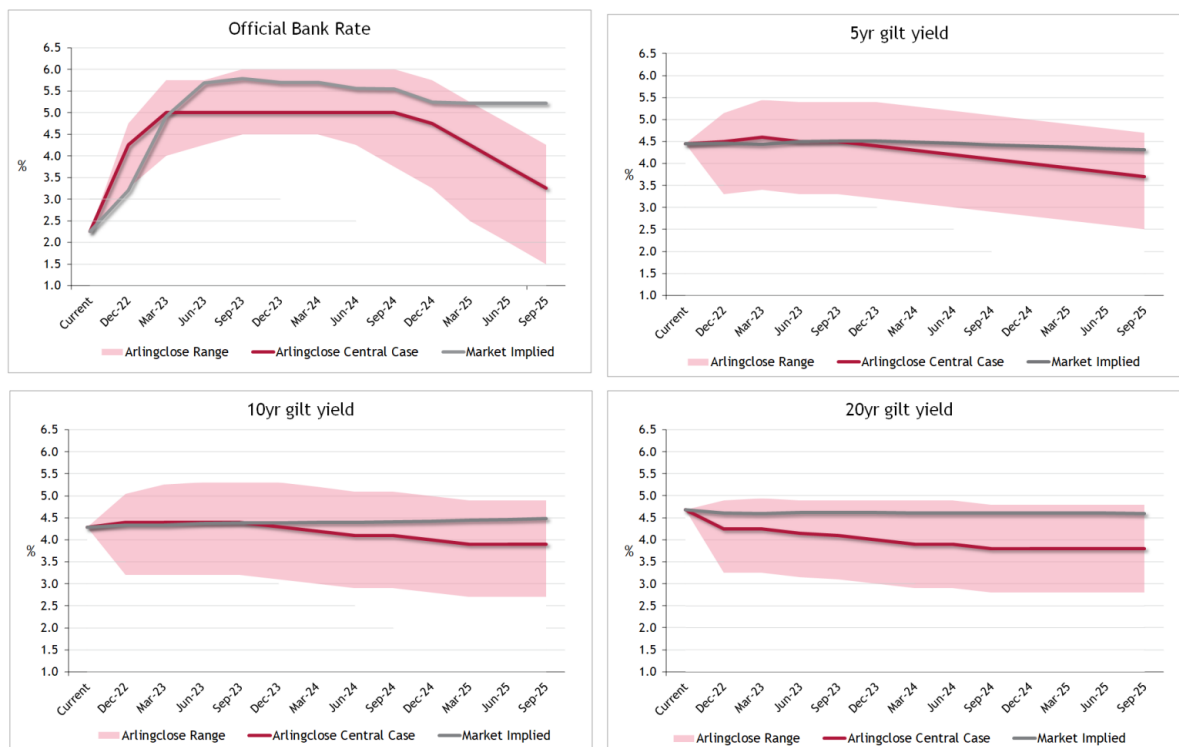 Official Bank Rate
6.5
6.0
5.5
5.0
4.5
4.0
3.5
3.0
2.5
2.0
1.5
1.0
%
Current
Dec-22
Mar-23
Jun-23
Sep-23
Dec-23
Mar-24
Jun-24
Sep-24
Dec-24
Mar-25
Jun-25
Sep-25
Arlingclose Range Arlingclose Central Case Market Implied
5yr gilt yield
6.5
6.0
5.5
5.0
4.5
4.0
3.5
3.0
2.5
2.0
1.5
1.0
%
Current
Dec-22
Mar-23
Jun-23
Sep-23
Dec-23
Mar-24
Jun-24
Sep-24
Dec-24
Mar-25
Jun-25
Sep-25
Arlingclose Range Arlingclose Central Case Market Implied
10yr gilt yield
6.5
6.0
5.5
5.0
4.5
4.0
3.5
3.0
2.5
2.0
1.5
1.0
%
Current
Dec-22
Mar-23
Jun-23
Sep-23
Dec-23
Mar-24
Jun-24
Sep-24
Dec-24
Mar-25
Jun-25
Sep-25
Arlingclose Range Arlingclose Central Case Market Implied
20yr gilt yield
6.5
6.0
5.5
5.0
4.5
4.0
3.5
3.0
2.5
2.0
1.5
1.0
%
Current
Dec-22
Mar-23
Jun-23
Sep-23
Dec-23
Mar-24
Jun-24
Sep-24
Dec-24
Mar-25
Jun-25
Sep-25
Arlingclose Range Arlingclose Central Case Market Implied